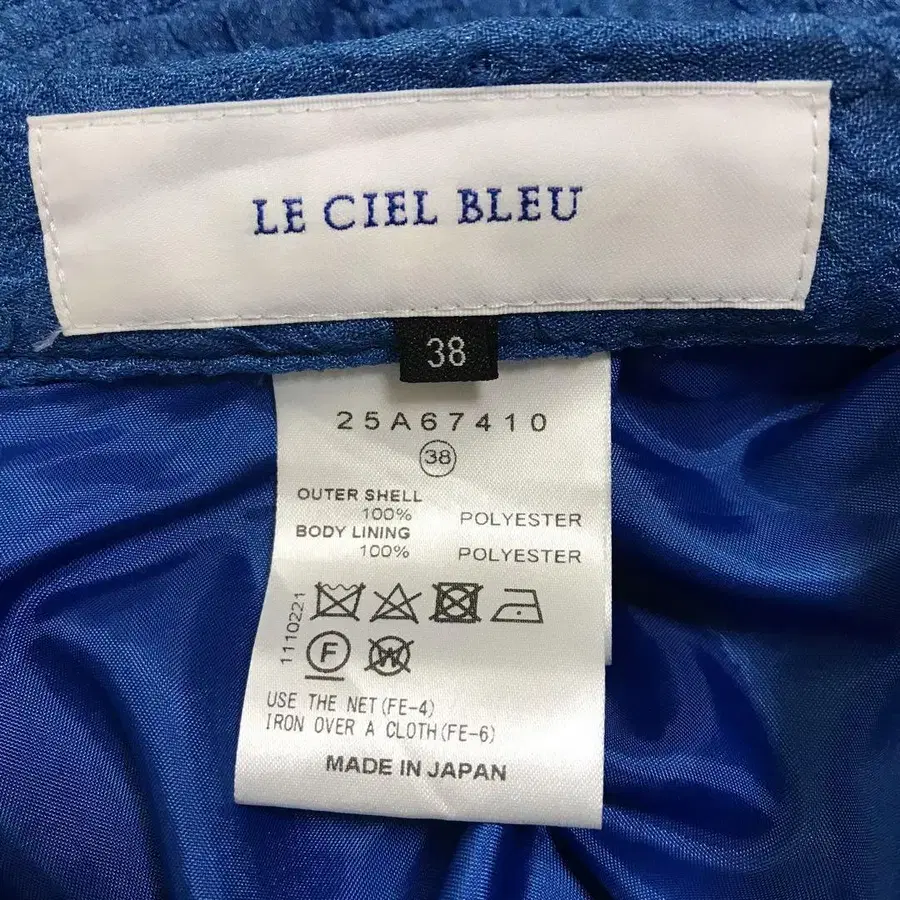 LE CIEL BLEU
38
25A67410
38
OUTER SHELL
100% POLYESTER
BODY LINING
100% POLYESTER
1110221
F W
USE THE NET(FE-4)
IRON OVER A CLOTH(FE-6)
MADE IN JAPAN